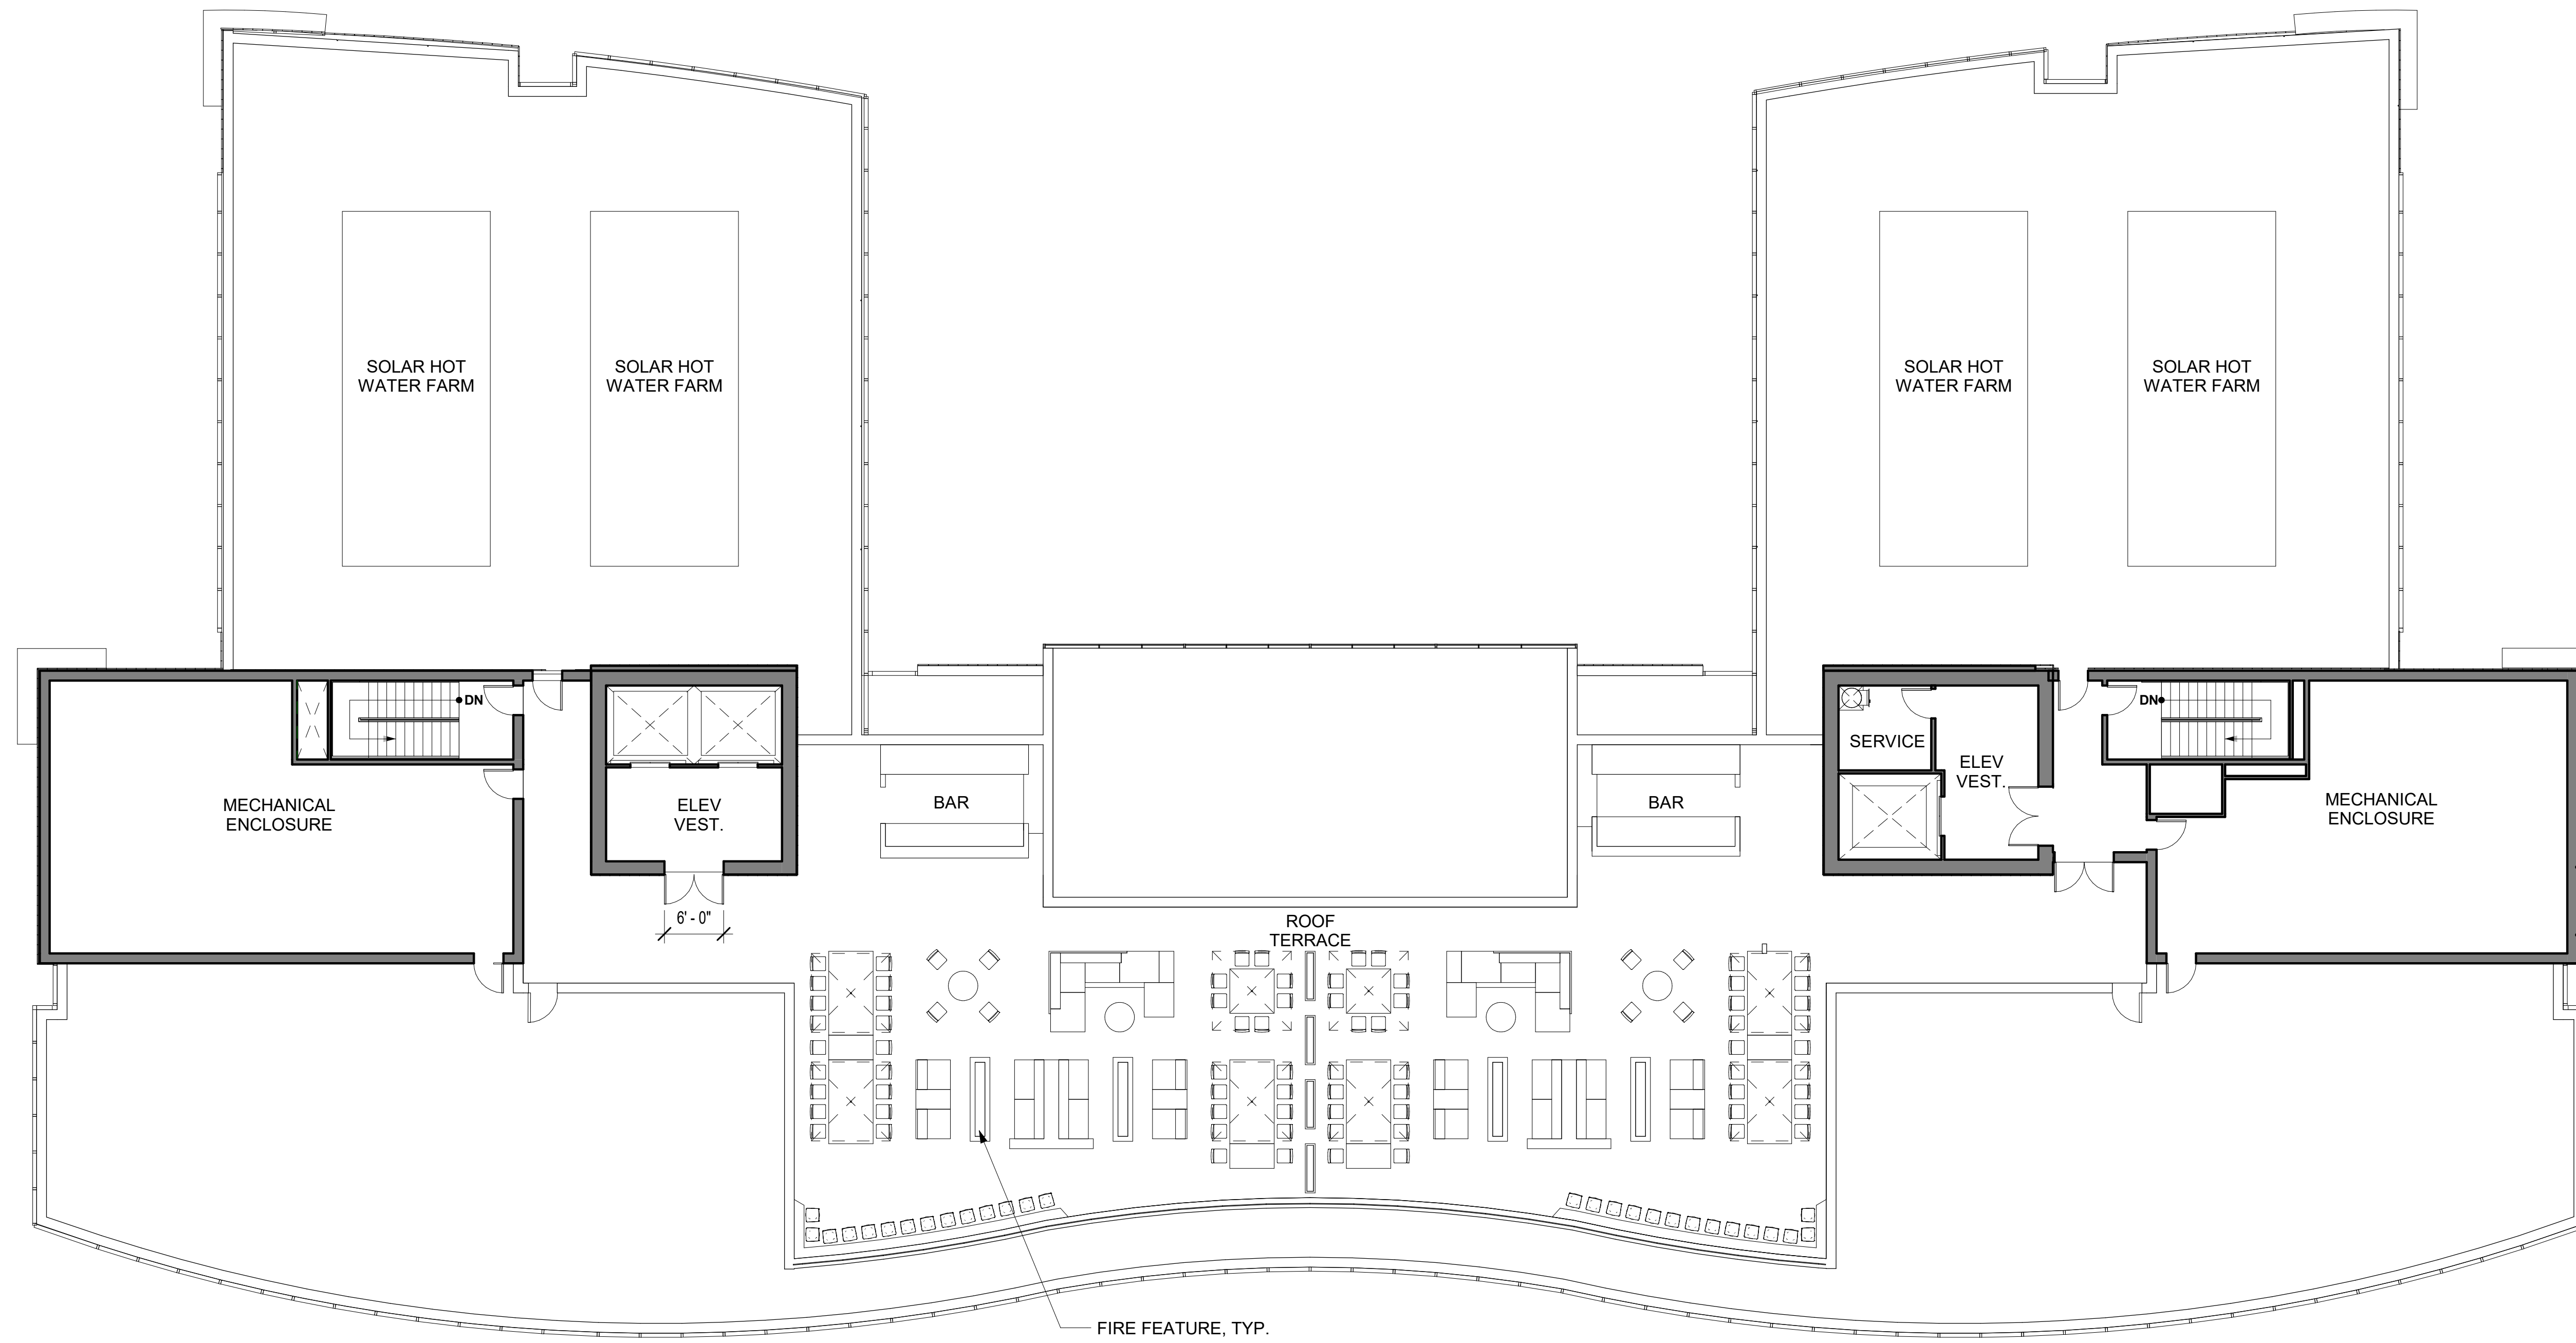 SOLAR HOT
WATER FARM
SOLAR HOT
WATER FARM
SOLAR HOT
WATER FARM
SOLAR HOT
WATER FARM
DN
DN
SERVICE
ELEV
VEST.
MECHANICAL
ENCLOSURE
ELEV
VEST.
BAR
BAR
MECHANICAL
ENCLOSURE
6' - 0"
ROOF
TERRACE
FIRE FEATURE, TYP.